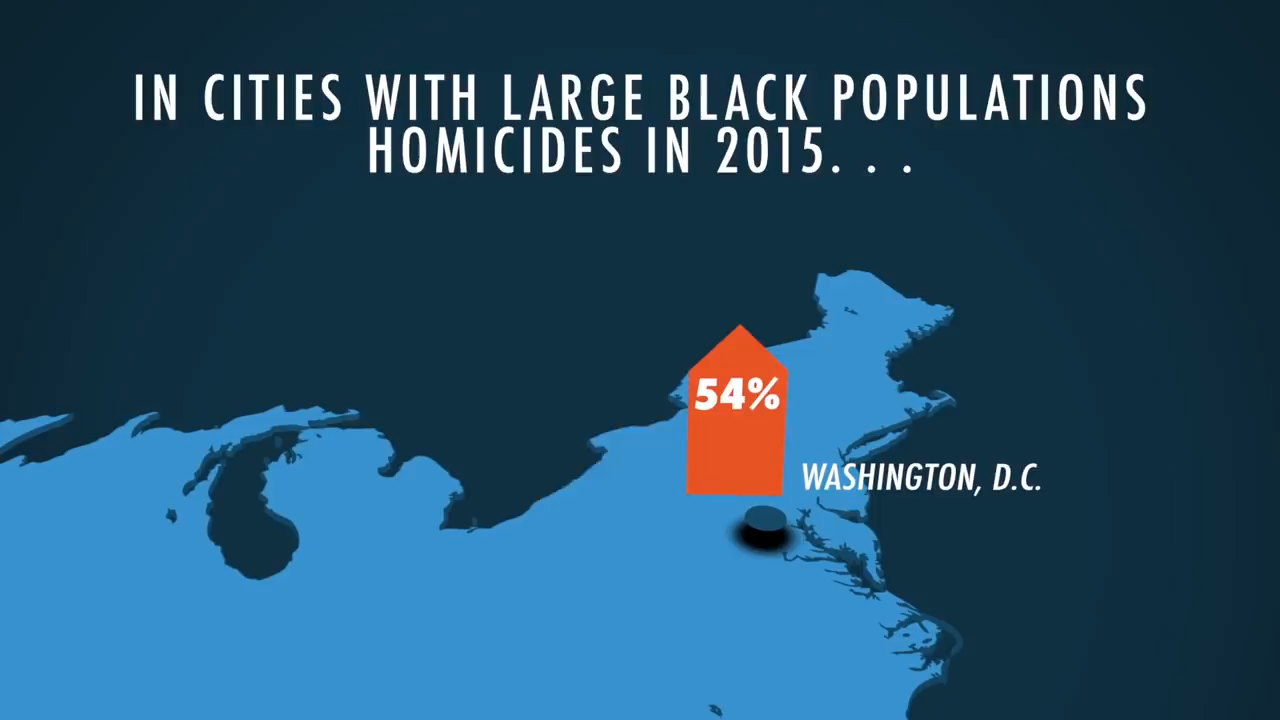 IN CITIES WITH LARGE BLACK POPULATIONS
HOMICIDES IN 2015. . .
54%
WASHINGTON, D.C.